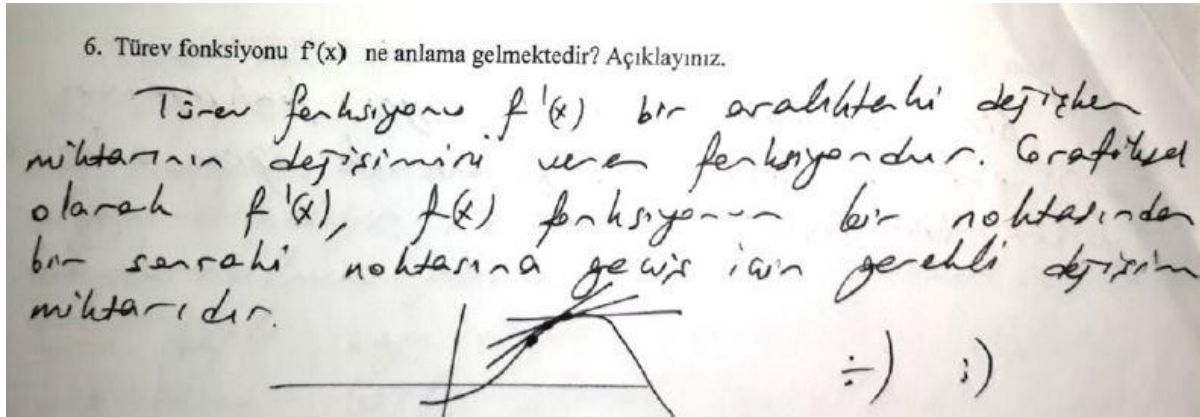 6. Türev fonksiyonu f'(x) ne anlama gelmektedir? Açıklayınız.
Türev fonksiyonu f'(x) bir aralıktaki değişken
miktarının değişimini veren fonksiyondur. Grafiksel
olarak f'(x), f(x) fonksiyonun bir noktasından
bir sonraki noktasına geçiş için gerekli değişim
miktarıdır.
÷) ;)